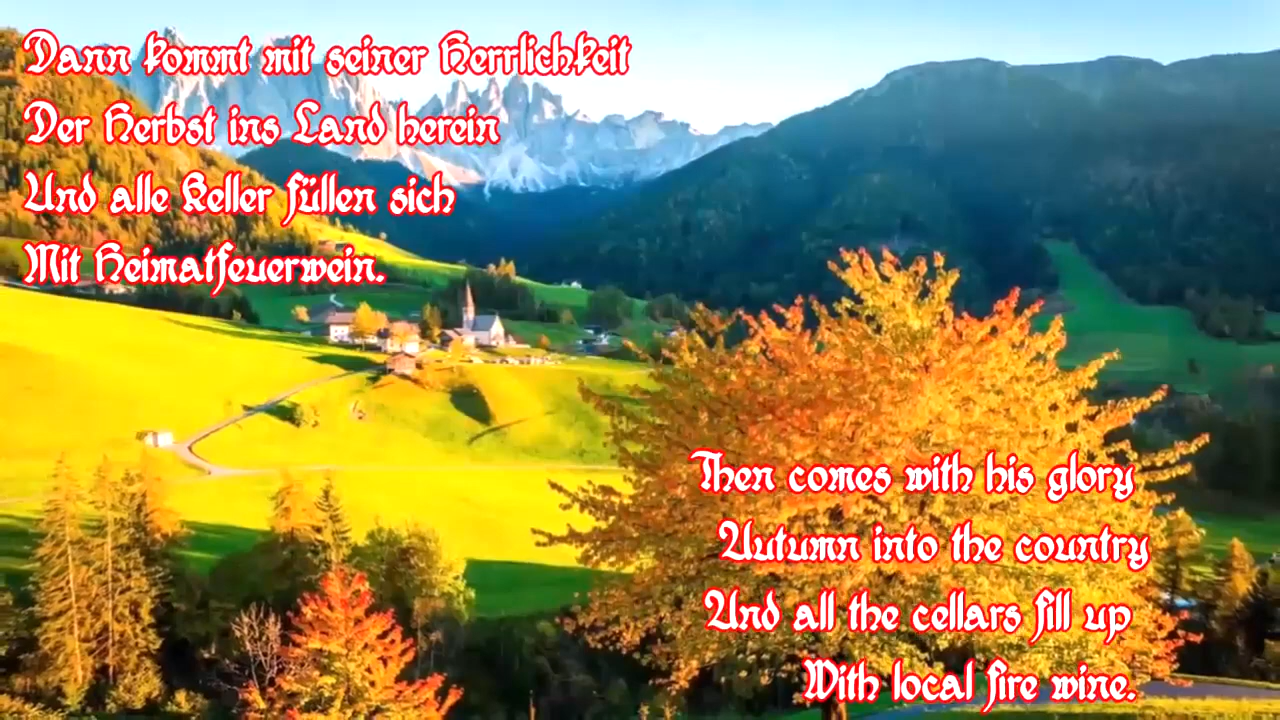 Dann kommt mit seiner Herrlichkeit
Der Herbst ins Land herein
Und alle Keller füllen sich
Mit Heimatfeuerwein.
Then comes with his glory
Autumn into the country
And all the cellars fill up
With local fire wine.